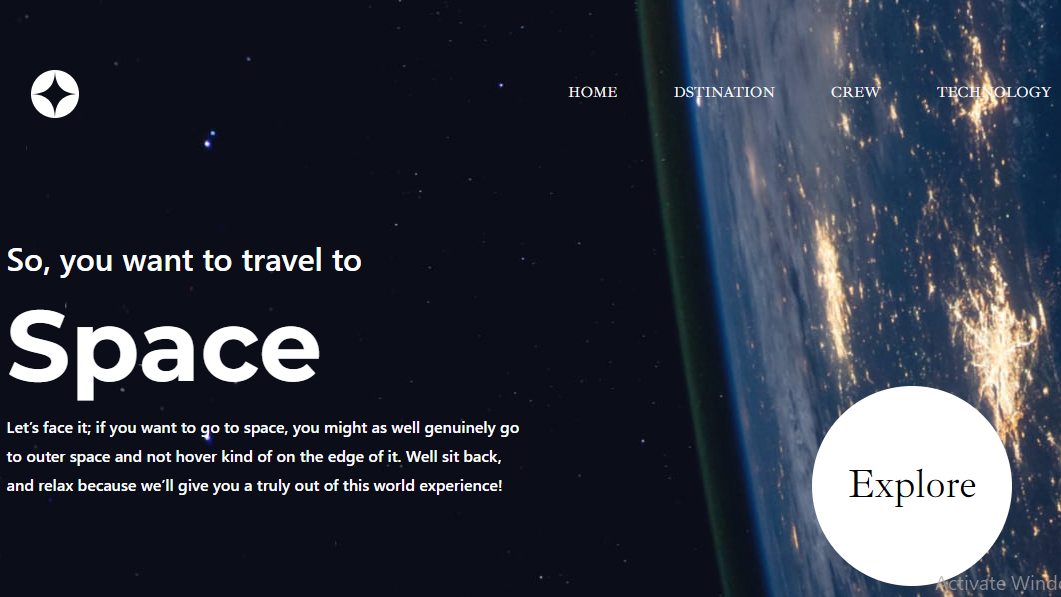 HOME DSTINATION CREW TECHNOLOGY
So, you want to travel to
Space
Let's face it; if you want to go to space, you might as well genuinely go
to outer space and not hover kind of on the edge of it. Well sit back,
and relax because we'll give you a truly out of this world experience!
Explore
Activate Windo